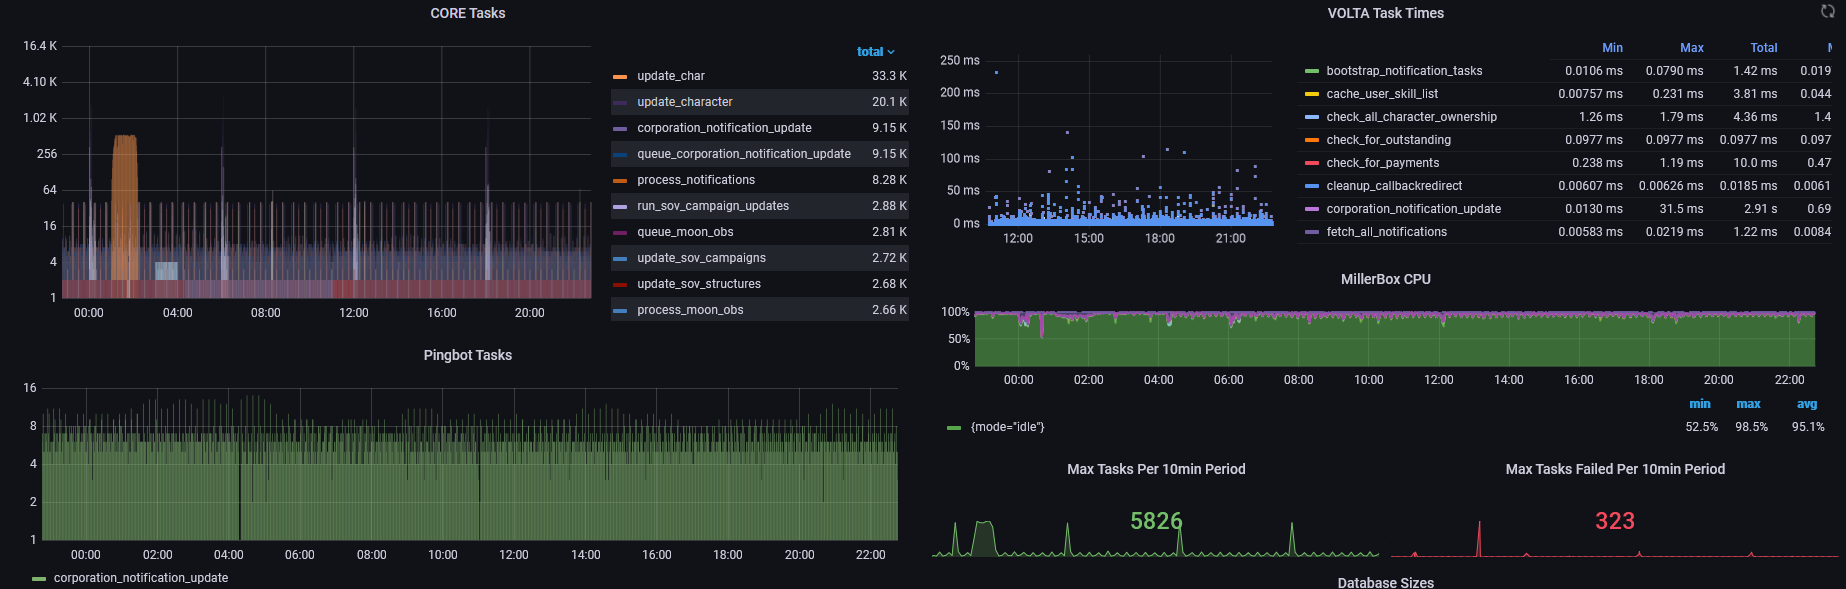 CORE Tasks
16.4 K
4.10 K
1.02 K
256
64
16
4
1
00:00 04:00 08:00 12:00 16:00 20:00
total
update_char 33.3 K
update_character 20.1 K
corporation_notification_update 9.15 K
queue_corporation_notification_update 9.15 K
process_notifications 8.28 K
run_sov_campaign_updates 2.88 K
queue_moon_obs 2.81 K
update_sov_campaigns 2.72 K
update_sov_structures 2.68 K
process_moon_obs 2.66 K
Pingbot Tasks
16
8
4
2
1
00:00 02:00 04:00 06:00 08:00 10:00 12:00 14:00 16:00 18:00 20:00 22:00
corporation_notification_update
VOLTA Task Times
250 ms
200 ms
150 ms
100 ms
50 ms
0 ms
12:00 15:00 18:00 21:00
Min Max Total
bootstrap_notification_tasks 0.0106 ms 0.0790 ms 1.42 ms 0.019
cache_user_skill_list 0.00757 ms 0.231 ms 3.81 ms 0.044
check_all_character_ownership 1.26 ms 1.79 ms 4.36 ms 1.4
check_for_outstanding 0.0977 ms 0.0977 ms 0.0977 ms 0.097
check_for_payments 0.238 ms 1.19 ms 10.0 ms 0.47
cleanup_callbackredirect 0.00607 ms 0.00626 ms 0.0185 ms 0.0061
corporation_notification_update 0.0130 ms 31.5 ms 2.91 s 0.69
fetch_all_notifications 0.00583 ms 0.0219 ms 1.22 ms 0.0084
MillerBox CPU
100%
50%
0%
00:00 02:00 04:00 06:00 08:00 10:00 12:00 14:00 16:00 18:00 20:00 22:00
min max avg
{mode="idle"} 52.5% 98.5% 95.1%
Max Tasks Per 10min Period
5826
Max Tasks Failed Per 10min Period
323
Database Sizes